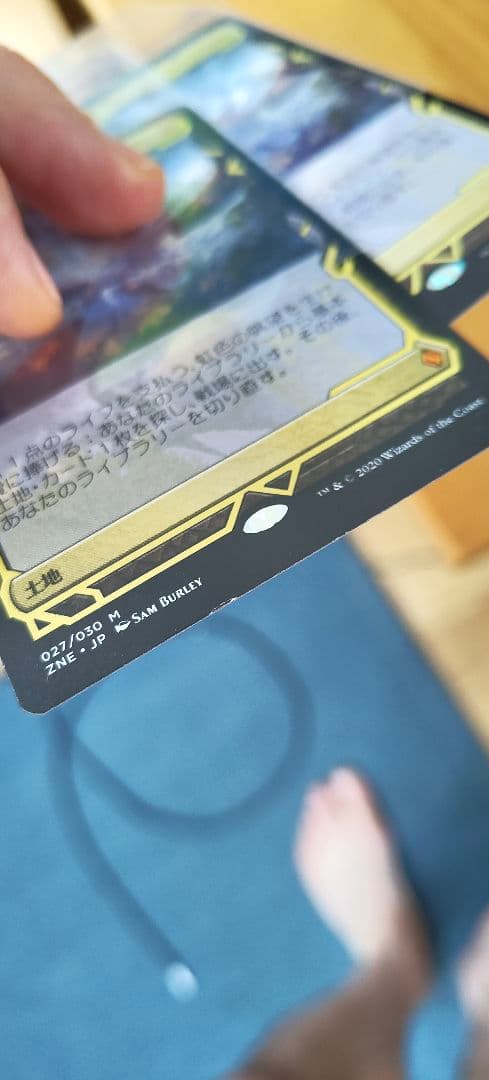 1点のライフを支払う, 虹色の眺望を生け
贄に捧げる:あなたのライブラリーから基本
土地・カード1枚を探し、戦場に出す。その後、
あなたのライブラリーを切り直す。
土地
027/030 M
ZNE • JP SAM BURLEY
™ & © 2020 Wizards of the Coast